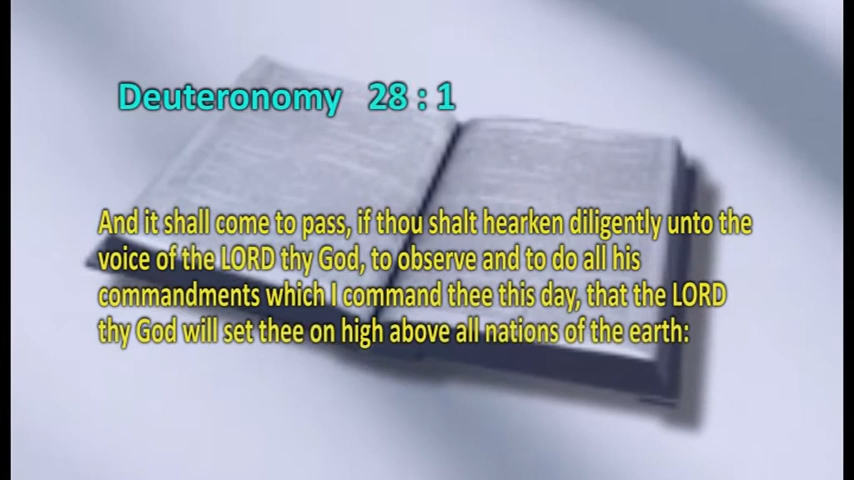 Deuteronomy 28 : 1
And it shall come to pass, if thou shalt hearken diligently unto the
voice of the LORD thy God, to observe and to do all his
commandments which I command thee this day, that the LORD
thy God will set thee on high above all nations of the earth: